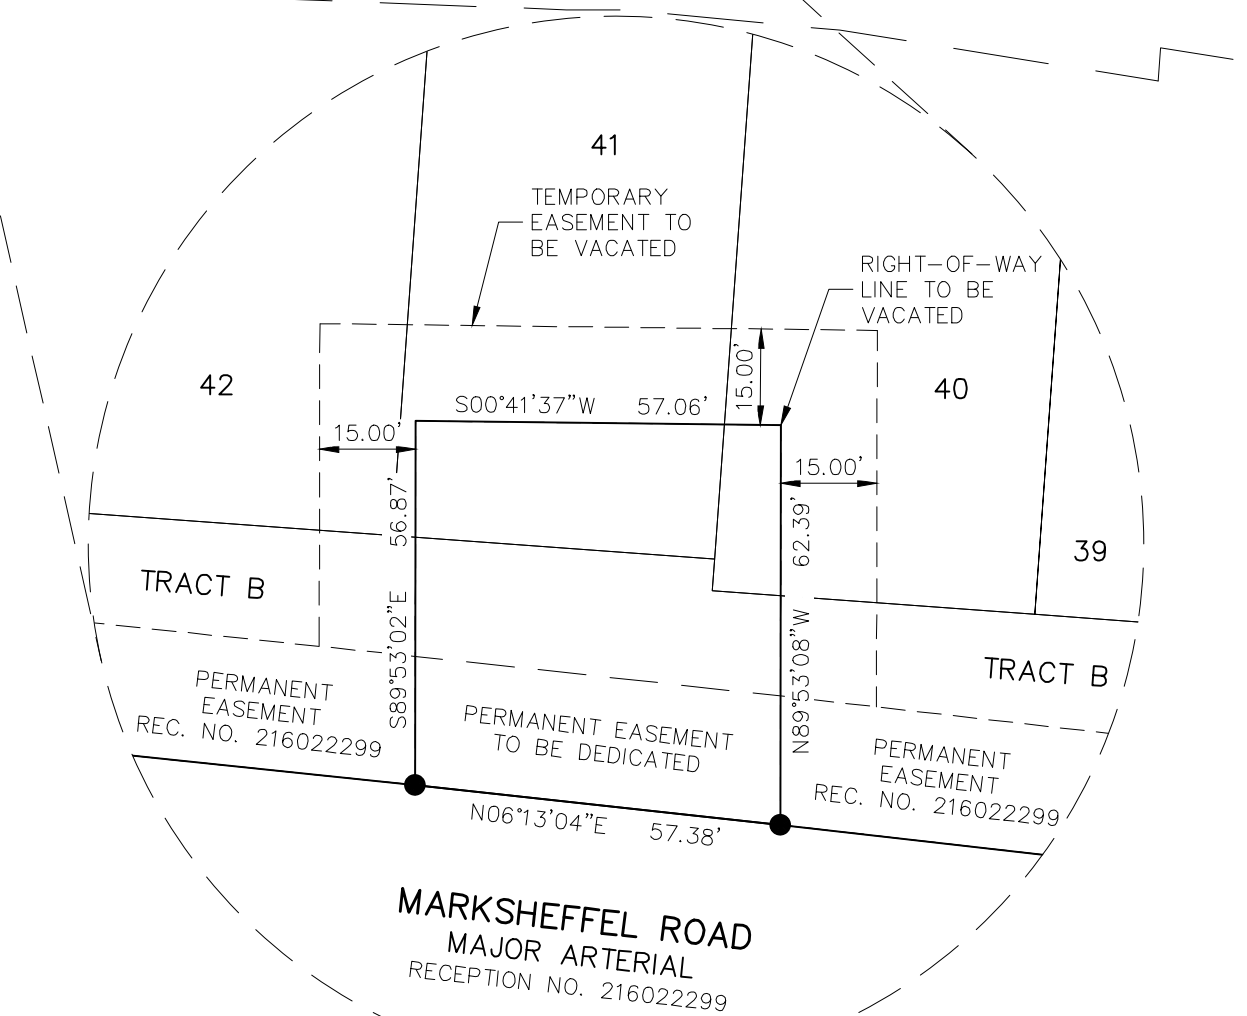 41
TEMPORARY
EASEMENT TO
BE VACATED
RIGHT-OF-WAY
LINE TO BE
VACATED
42
40
15.00'
S00°41'37"W 57.06'
15.00'
15.00'
S89°53'02"E 56.87'
N89°53'08"W 62.39'
39
TRACT B
TRACT B
PERMANENT
EASEMENT
REC. NO. 216022299
PERMANENT EASEMENT
TO BE DEDICATED
PERMANENT
EASEMENT
REC. NO. 216022299
N06°13'04"E 57.38'
MARKSHEFFEL ROAD
MAJOR ARTERIAL
RECEPTION NO. 216022299